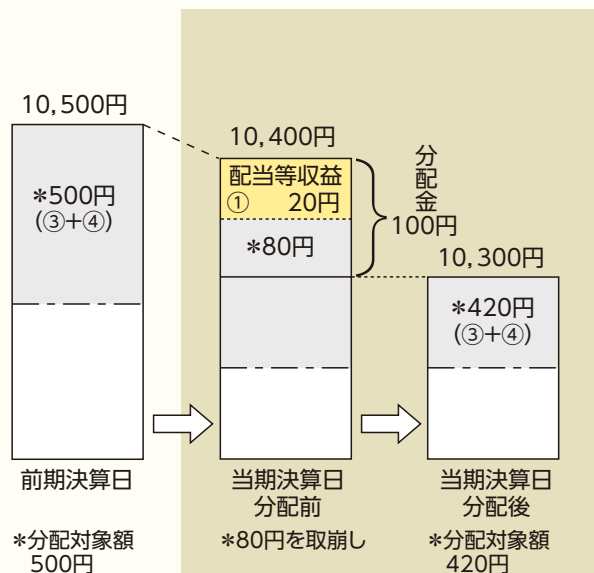 10,500円
*500円
(③+④)
前期決算日
*分配対象額
500円
10,400円
配当等収益
① 20円
*80円
分配金
100円
当期決算日
分配前
*80円を取崩し
10,300円
*420円
(③+④)
当期決算日
分配後
*分配対象額
420円